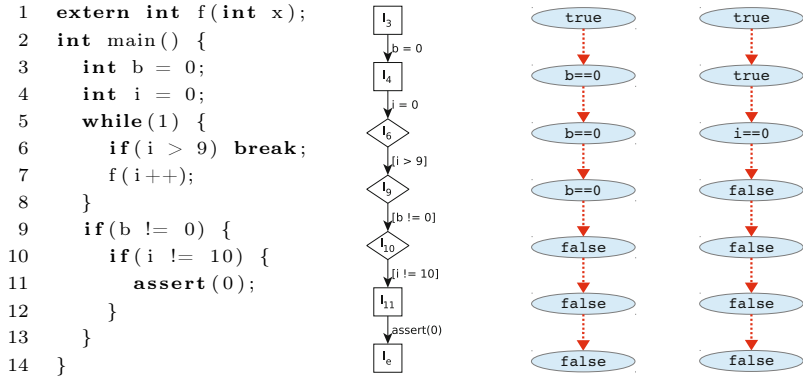 1 extern int f(int x);
2 int main() {
3 int b = 0;
4 int i = 0;
5 while(1) {
6 if(i > 9) break;
7 f(i++);
8 }
9 if(b != 0) {
10 if(i != 10) {
11 assert(0);
12 }
13 }
14 }
l3
b = 0
l4
i = 0
l6
[i > 9]
l9
[b != 0]
l10
[i != 10]
l11
assert(0)
le
true
b==0
b==0
b==0
false
false
false
true
true
i==0
false
false
false
false